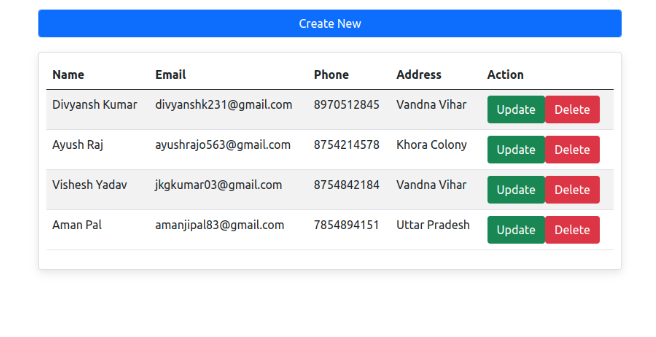 Create New
Name Email Phone Address Action
Divyansh Kumar divyanshk231@gmail.com 8970512845 Vandna Vihar Update Delete
Ayush Raj ayushrajo563@gmail.com 8754214578 Khora Colony Update Delete
Vishesh Yadav jkgkumar03@gmail.com 8754842184 Vandna Vihar Update Delete
Aman Pal amanjipal83@gmail.com 7854894151 Uttar Pradesh Update Delete